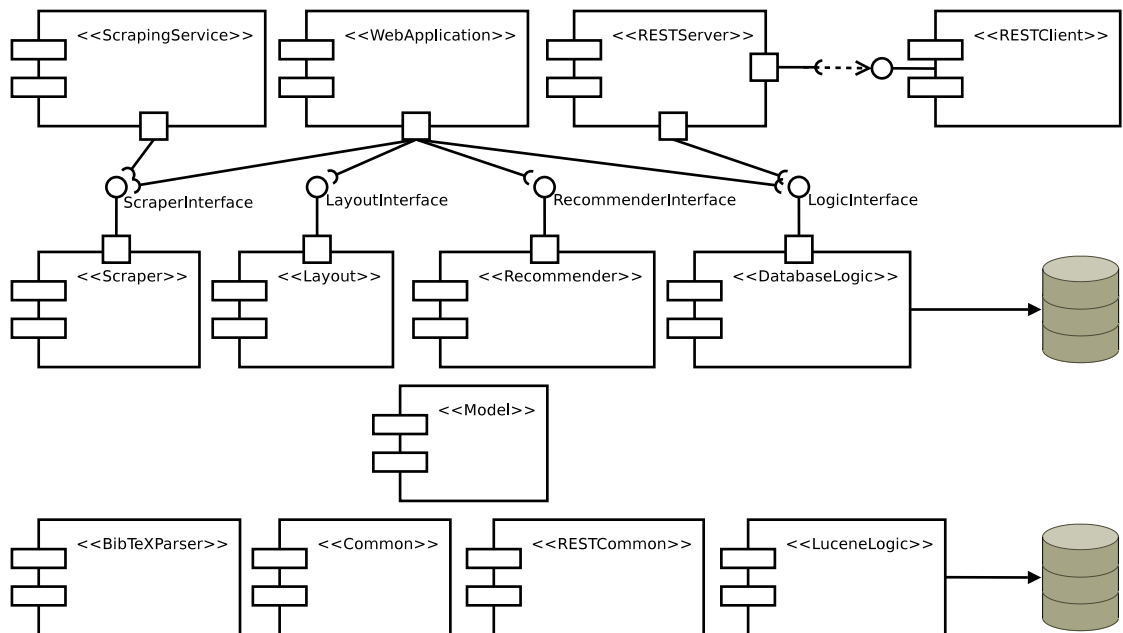 <<ScrapingService>>
<<WebApplication>>
<<RESTServer>>
<<RESTClient>>
ScraperInterface
LayoutInterface
RecommenderInterface
LogicInterface
<<Scraper>>
<<Layout>>
<<Recommender>>
<<DatabaseLogic>>
<<Model>>
<<BibTeXParser>>
<<Common>>
<<RESTCommon>>
<<LuceneLogic>>